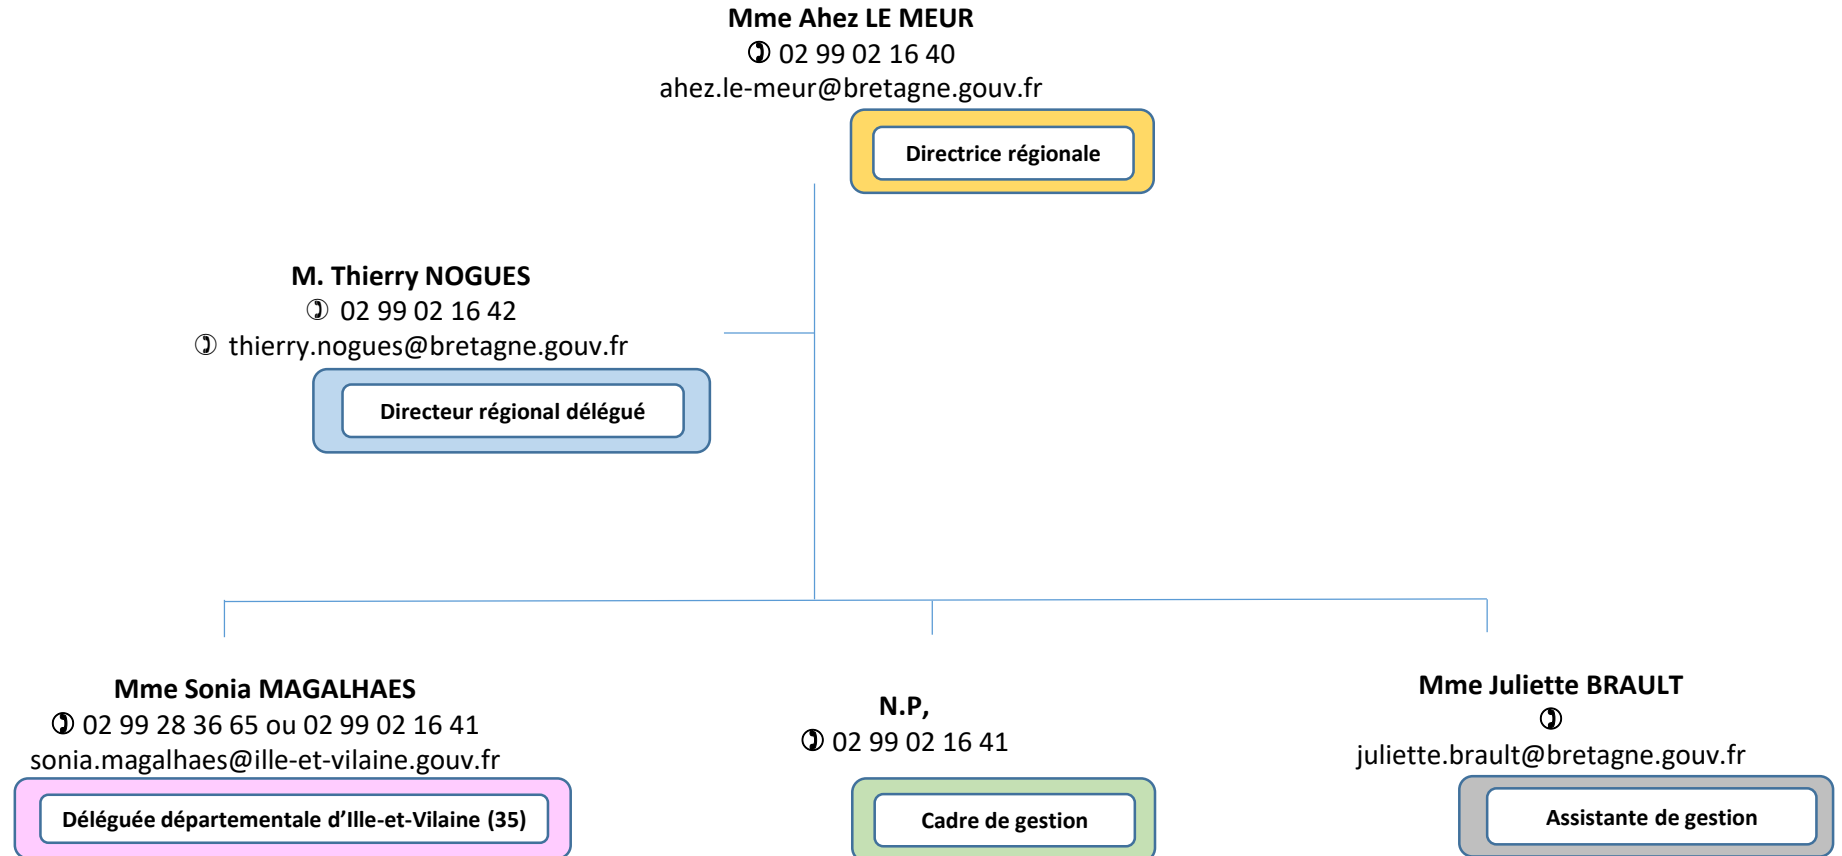 Mme Ahez LE MEUR
✆ 02 99 02 16 40
ahez.le-meur@bretagne.gouv.fr
Directrice régionale
M. Thierry NOGUES
✆ 02 99 02 16 42
✆ thierry.nogues@bretagne.gouv.fr
Directeur régional délégué
Mme Sonia MAGALHAES
✆ 02 99 28 36 65 ou 02 99 02 16 41
sonia.magalhaes@ille-et-vilaine.gouv.fr
Déléguée départementale d’Ille-et-Vilaine (35)
N.P,
✆ 02 99 02 16 41
Cadre de gestion
Mme Juliette BRAULT
✆
juliette.brault@bretagne.gouv.fr
Assistante de gestion